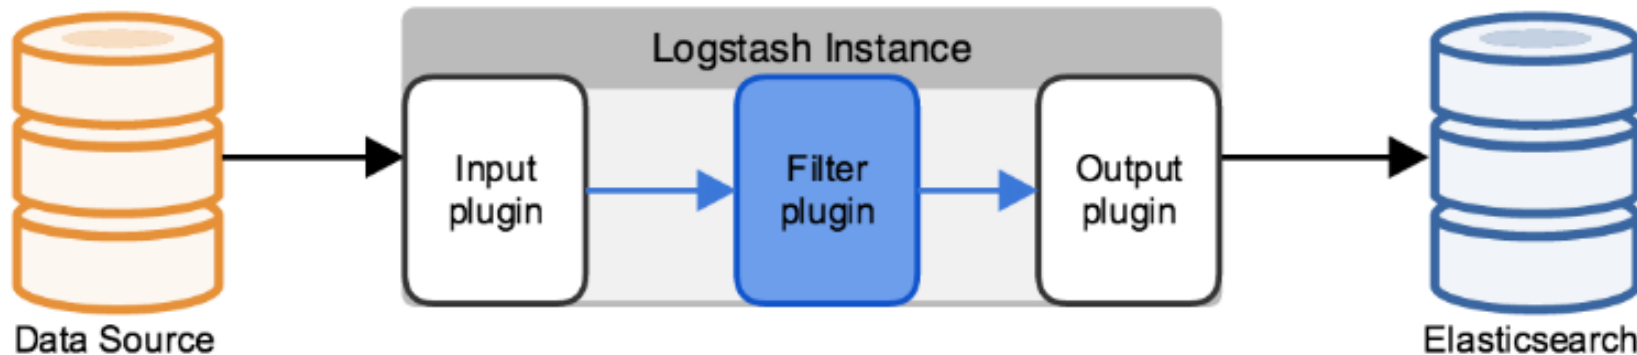 Logstash Instance
Input
plugin
Filter
plugin
Output
plugin
Data Source
Elasticsearch